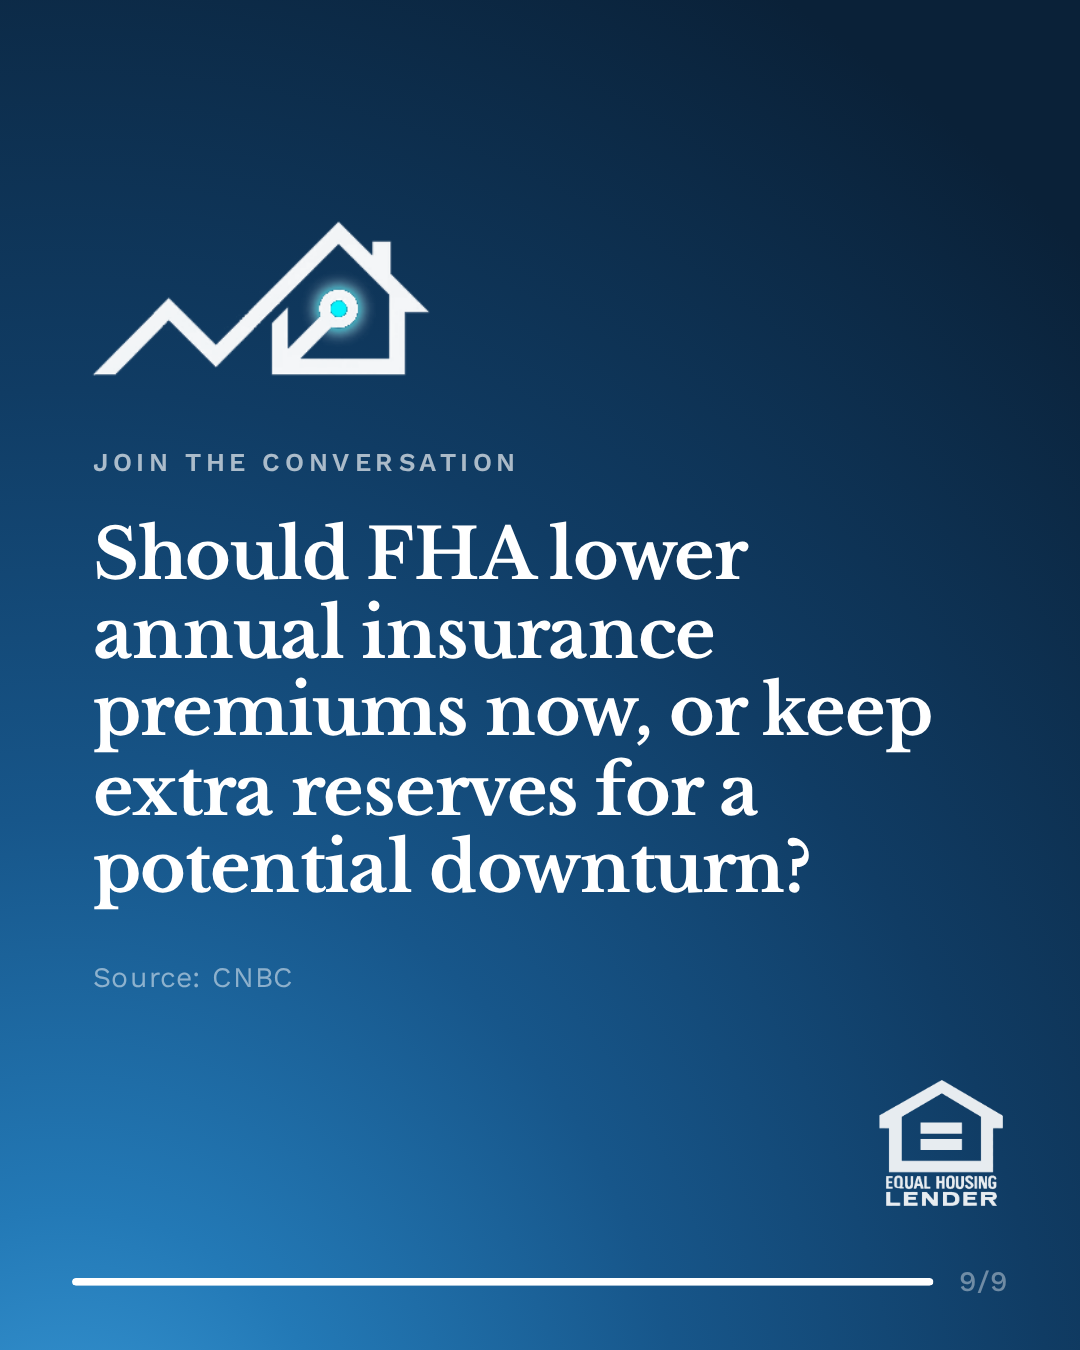 JOIN THE CONVERSATION
Should FHA lower
annual insurance
premiums now, or keep
extra reserves for a
potential downturn?
Source: CNBC
EQUAL HOUSING
LENDER
9/9